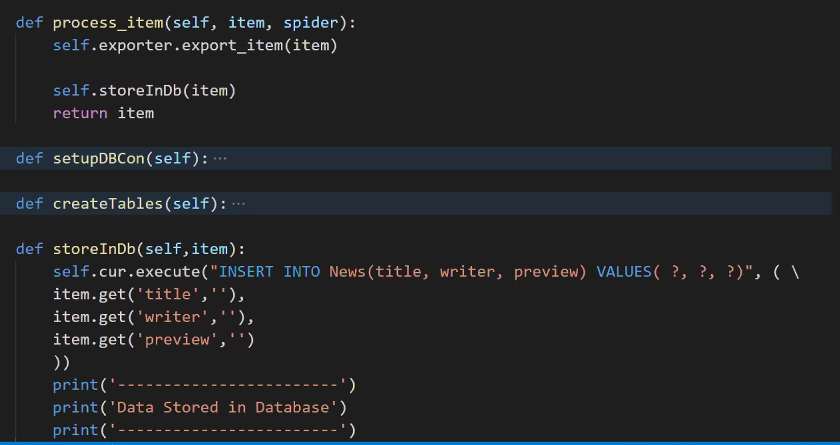 def process_item(self, item, spider):
self.exporter.export_item(item)
self.storeInDb(item)
return item
def setupDBCon(self): ···
def createTables(self): ···
def storeInDb(self,item):
self.cur.execute("INSERT INTO News(title, writer, preview) VALUES( ?, ?, ?)", ( \
item.get('title',''),
item.get('writer',''),
item.get('preview','')
))
print('------------------------')
print('Data Stored in Database')
print('------------------------')